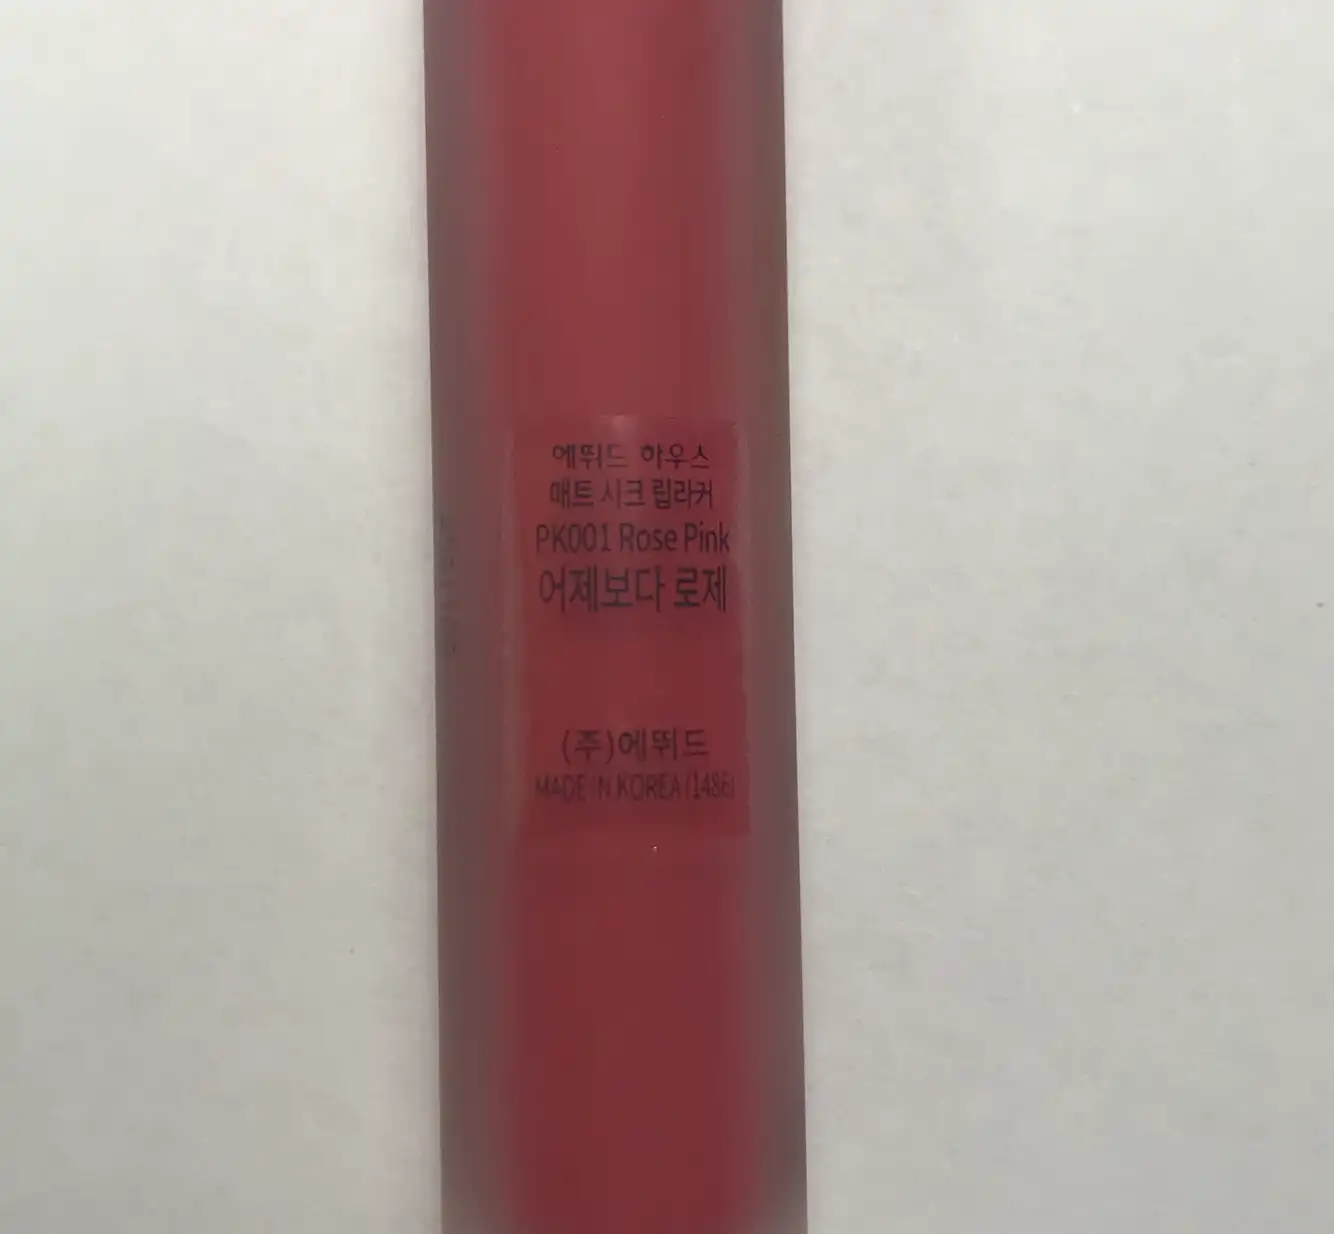 에뛰드 하우스
매트 시크 립라커
PK001 Rose Pink
어제보다 로제
(주)에뛰드
MADE IN KOREA (1486)